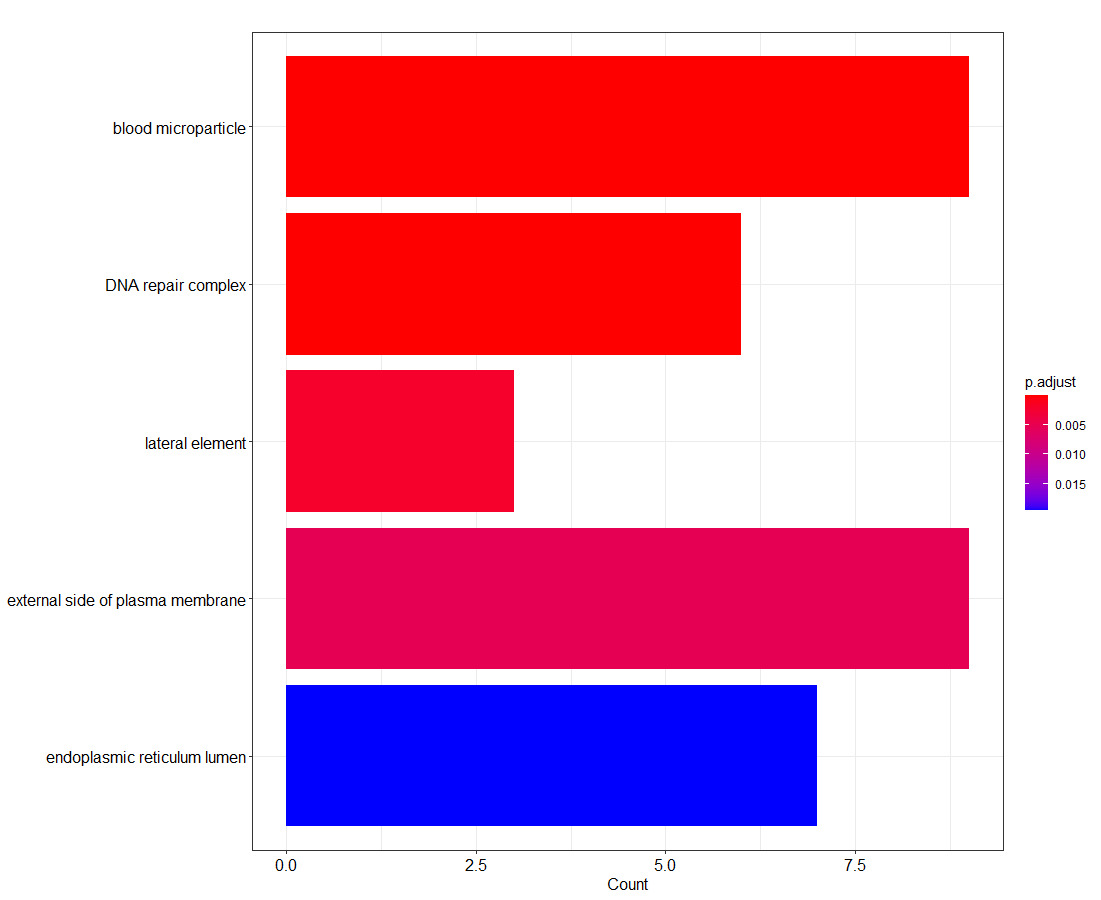 blood microparticle
DNA repair complex
lateral element
external side of plasma membrane
endoplasmic reticulum lumen
0.0
2.5
5.0
7.5
Count
p.adjust
0.005
0.010
0.015